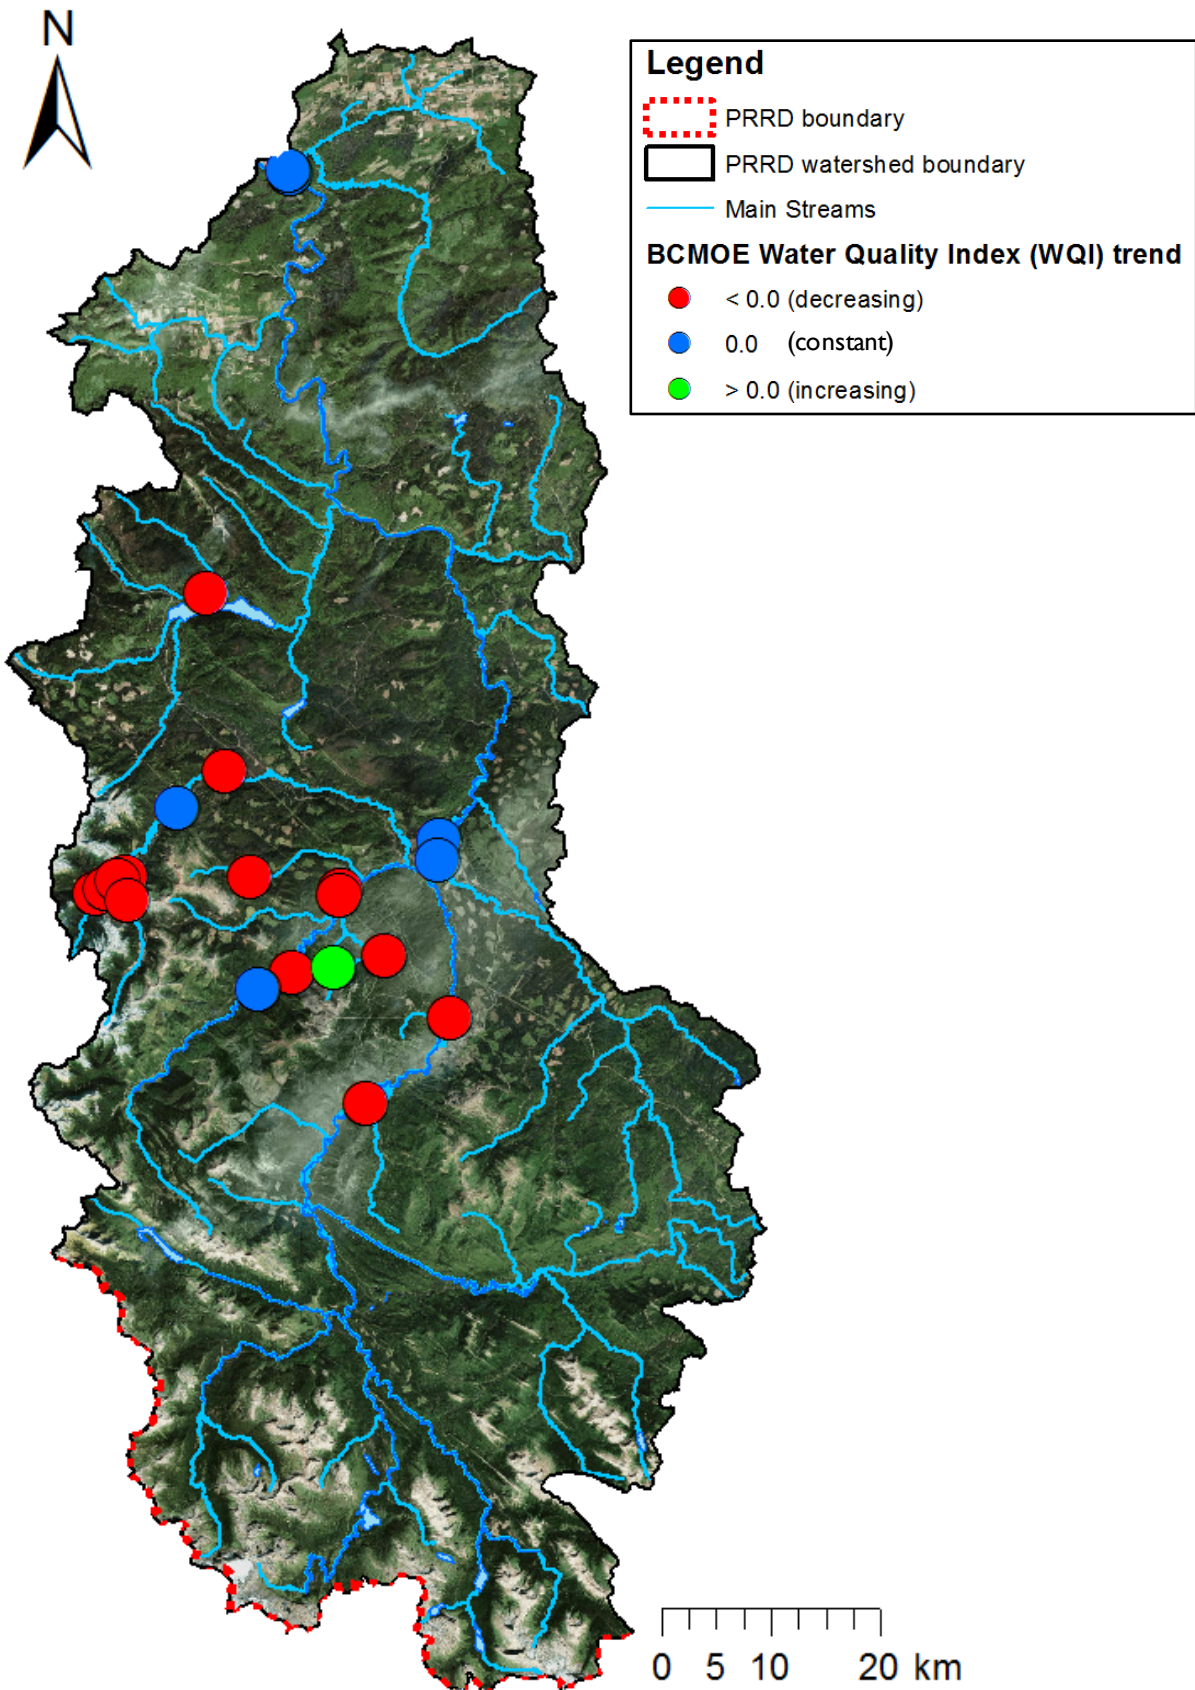 N
Legend
PRRD boundary
PRRD watershed boundary
Main Streams
BCMOE Water Quality Index (WQI) trend
< 0.0 (decreasing)
0.0 (constant)
> 0.0 (increasing)
0 5 10 20 km